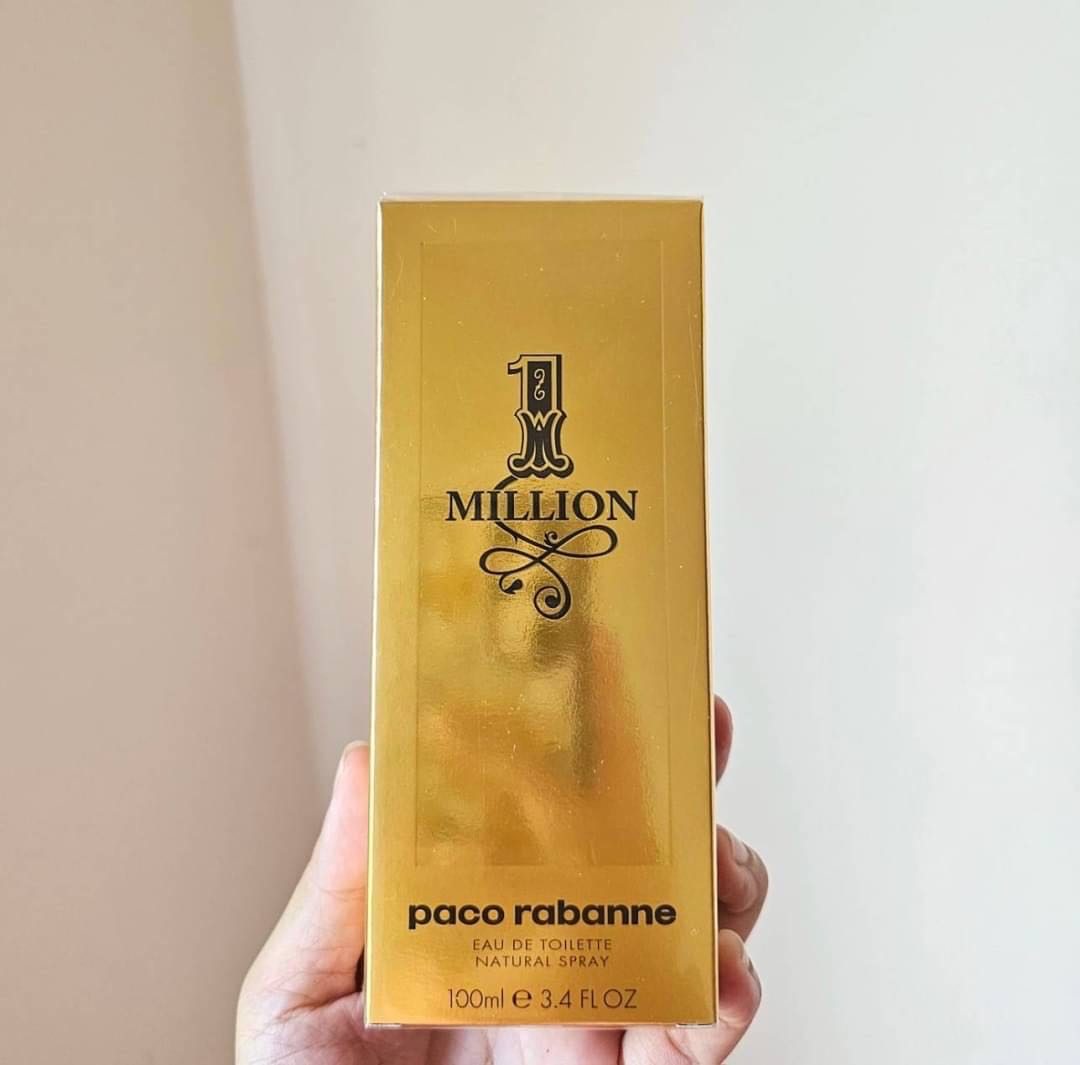 1
MILLION
paco rabanne
EAU DE TOILETTE
NATURAL SPRAY
100ml ℮ 3.4 FL OZ